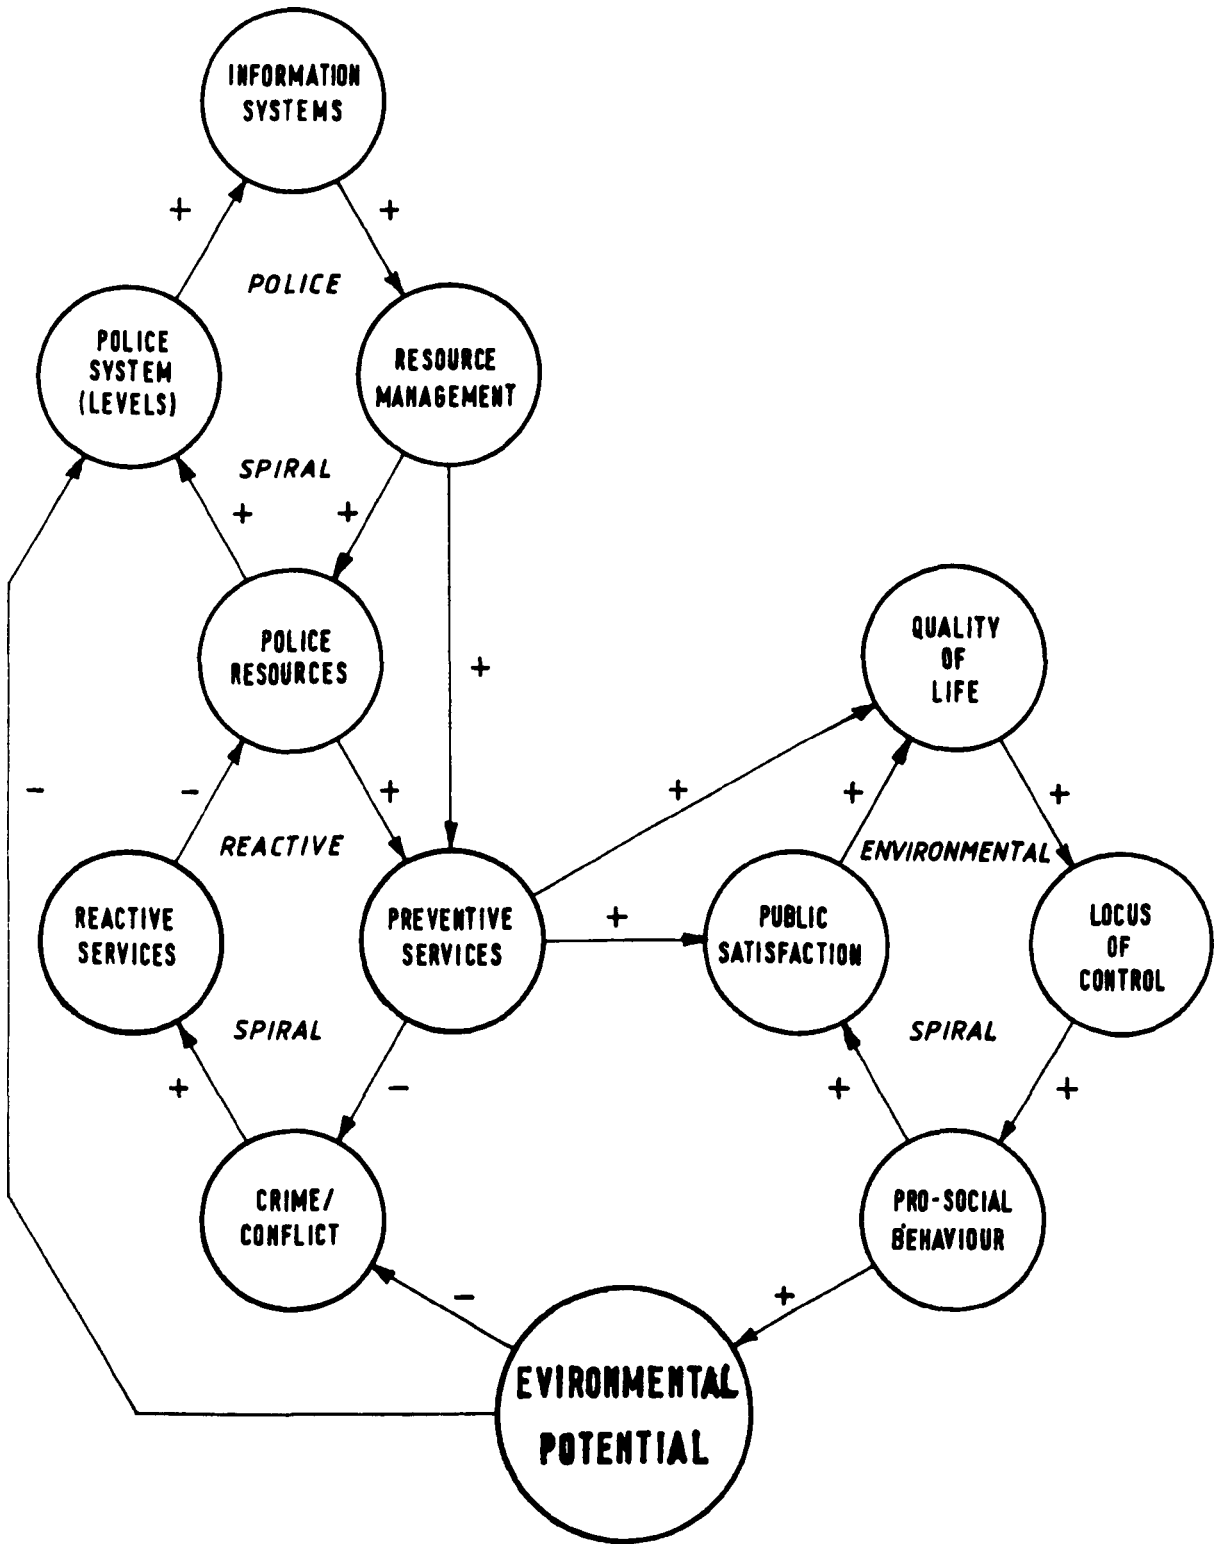 INFORMATION
SYSTEMS
+
+
POLICE
POLICE
SYSTEM
(LEVELS)
RESOURCE
MANAGEMENT
SPIRAL
+
+
POLICE
RESOURCES
+
QUALITY
OF
LIFE
-
-
+
+
+
+
REACTIVE
ENVIRONMENTAL
REACTIVE
SERVICES
PREVENTIVE
SERVICES
+
PUBLIC
SATISFACTION
LOCUS
OF
CONTROL
SPIRAL
SPIRAL
+
-
+
+
CRIME/
CONFLICT
PRO-SOCIAL
BEHAVIOUR
-
+
EVIRONMENTAL
POTENTIAL